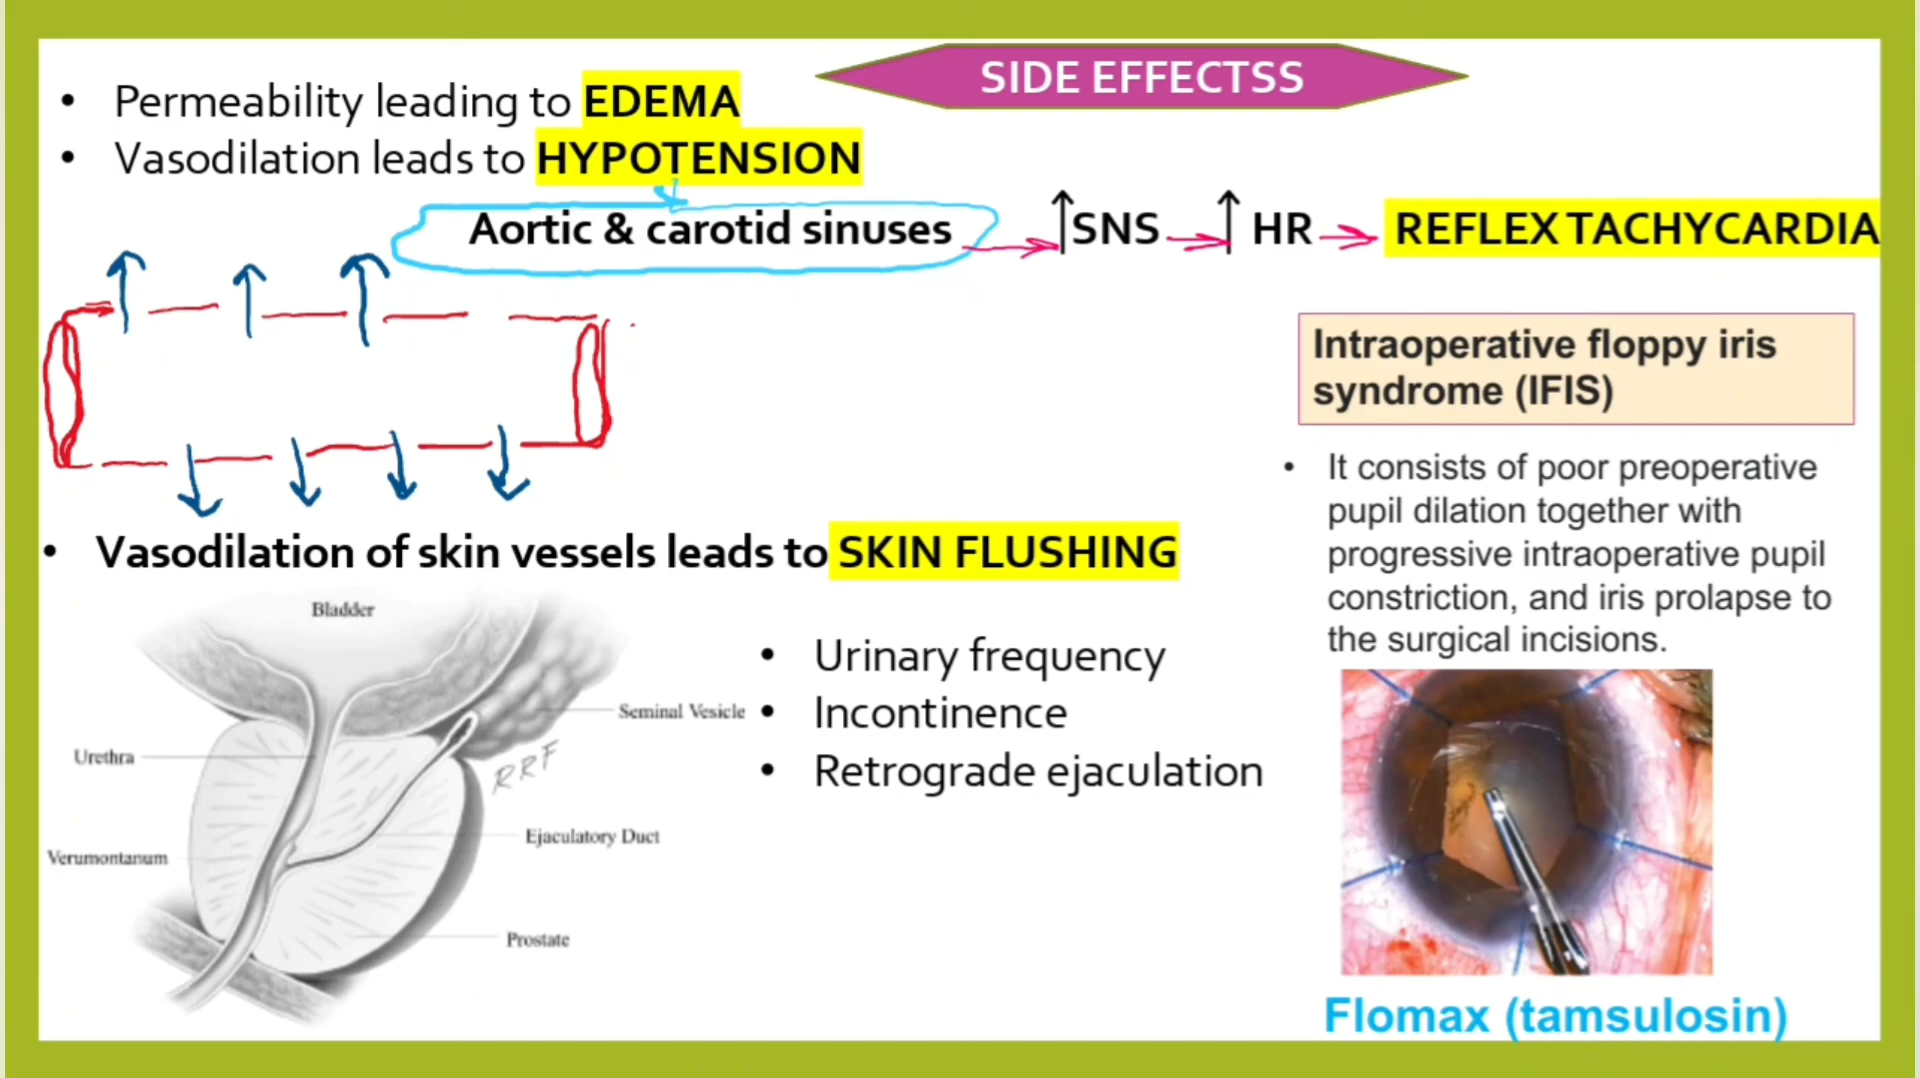 SIDE EFFECTSS
• Permeability leading to EDEMA
• Vasodilation leads to HYPOTENSION
Aortic & carotid sinuses → ↑SNS → ↑ HR → REFLEX TACHYCARDIA
• Vasodilation of skin vessels leads to SKIN FLUSHING
Bladder
Seminal Vesicle
Urethra
RRF
Ejaculatory Duct
Verumontanum
Prostate
• Urinary frequency
• Incontinence
• Retrograde ejaculation
Intraoperative floppy iris
syndrome (IFIS)
• It consists of poor preoperative
pupil dilation together with
progressive intraoperative pupil
constriction, and iris prolapse to
the surgical incisions.
Flomax (tamsulosin)